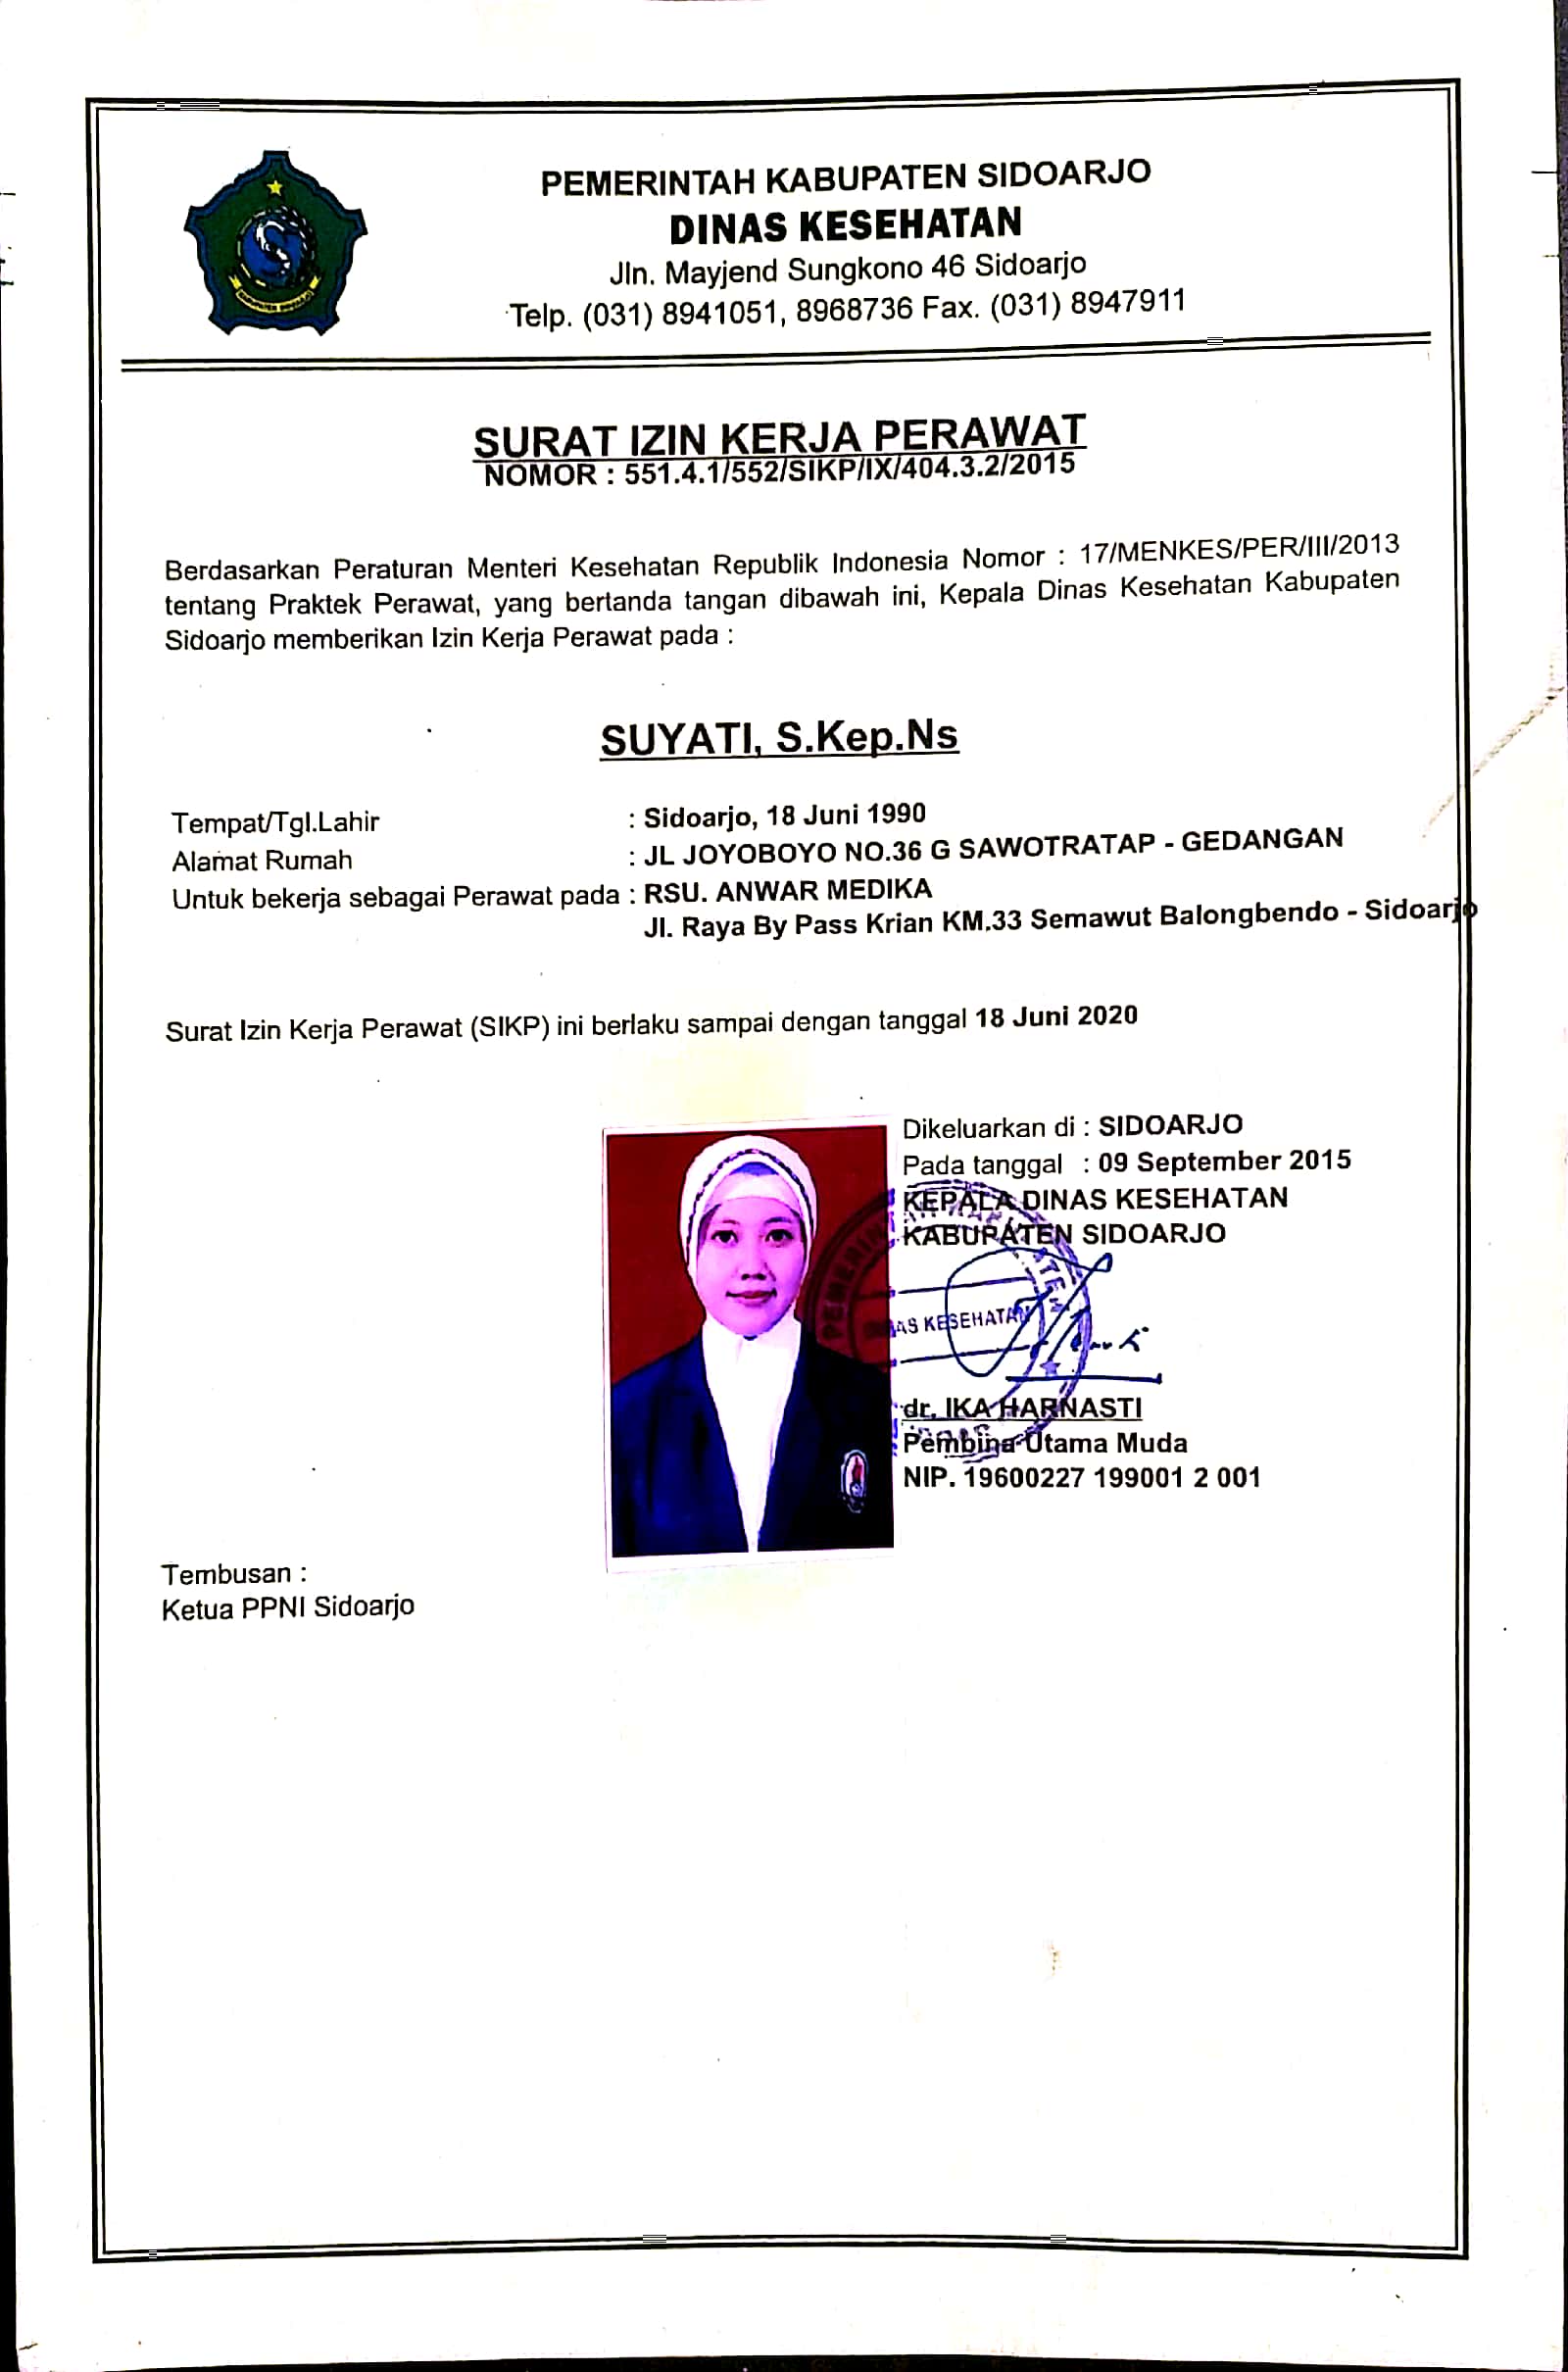 PEMERINTAH KABUPATEN SIDOARJO
DINAS KESEHATAN
Jln. Mayjend Sungkono 46 Sidoarjo
Telp. (031) 8941051, 8968736 Fax. (031) 8947911
SURAT IZIN KERJA PERAWAT
NOMOR : 551.4.1/552/SIKP/IX/404.3.2/2015
Berdasarkan Peraturan Menteri Kesehatan Republik Indonesia Nomor : 17/MENKES/PER/III/2013
tentang Praktek Perawat, yang bertanda tangan dibawah ini, Kepala Dinas Kesehatan Kabupaten
Sidoarjo memberikan Izin Kerja Perawat pada :
SUYATI, S.Kep.Ns
Tempat/Tgl.Lahir : Sidoarjo, 18 Juni 1990
Alamat Rumah : JL JOYOBOYO NO.36 G SAWOTRATAP - GEDANGAN
Untuk bekerja sebagai Perawat pada : RSU. ANWAR MEDIKA
Jl. Raya By Pass Krian KM.33 Semawut Balongbendo - Sidoarjo
Surat Izin Kerja Perawat (SIKP) ini berlaku sampai dengan tanggal 18 Juni 2020
Dikeluarkan di : SIDOARJO
Pada tanggal : 09 September 2015
KEPALA DINAS KESEHATAN
KABUPATEN SIDOARJO
KESEHATAN
dr. IKA HARNASTI
Pembina Utama Muda
NIP. 19600227 199001 2 001
Tembusan :
Ketua PPNI Sidoarjo